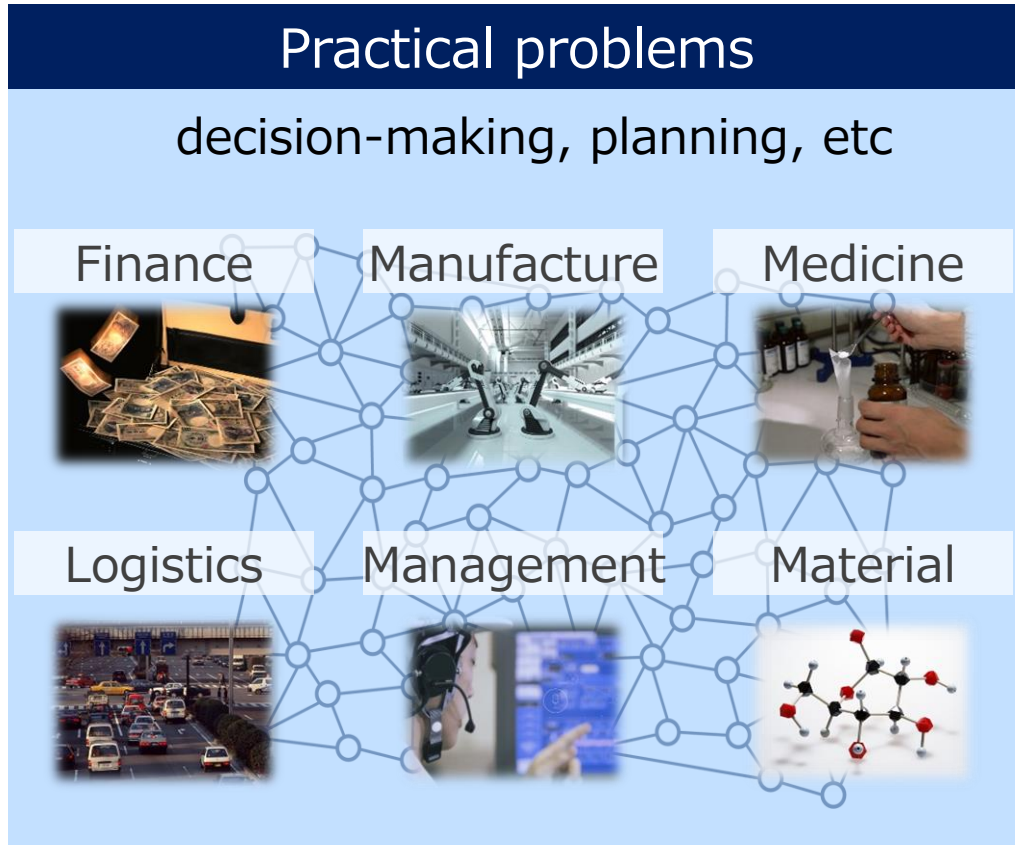 Practical problems
decision-making, planning, etc
Finance
Manufacture
Medicine
Logistics
Management
Material